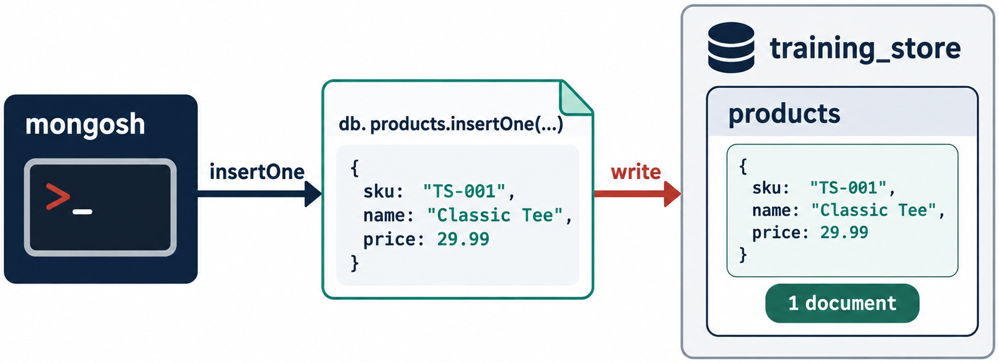 mongosh
>_
insertOne
db. products.insertOne(...)
{
sku: "TS-001",
name: "Classic Tee",
price: 29.99
}
write
training_store
products
{
sku: "TS-001",
name: "Classic Tee",
price: 29.99
}
1 document